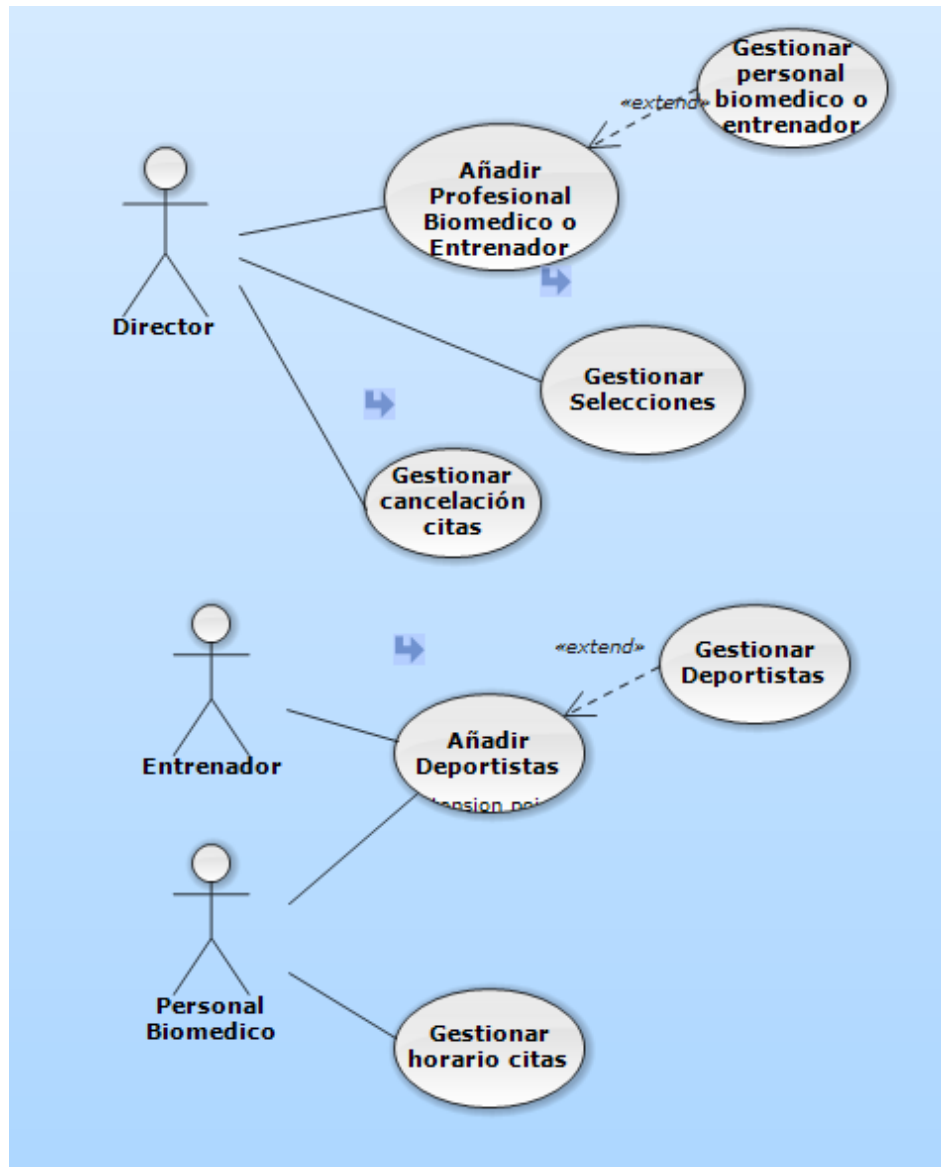 Gestionar
personal
biomedico o
entrenador
«extend»
Añadir
Profesional
Biomedico o
Entrenador
Director
Gestionar
Selecciones
Gestionar
cancelación
citas
«extend»
Gestionar
Deportistas
Añadir
Deportistas
Entrenador
Personal
Biomedico
Gestionar
horario citas